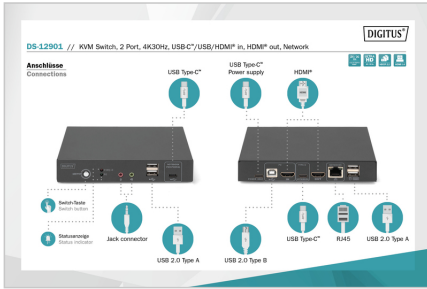 DIGITUS®
DS-12901 // KVM Switch, 2 Port, 4K30Hz, USB-C™/USB/HDMI® in, HDMI® out, Network
Anschlüsse
Connections
USB Type-C™
USB Type-C™
Power supply
HDMI®
Switch-Taste
Switch button
Statusanzeige
Status indicator
Jack connector
USB 2.0 Type A
USB 2.0 Type B
USB Type-C™
RJ45
USB 2.0 Type A